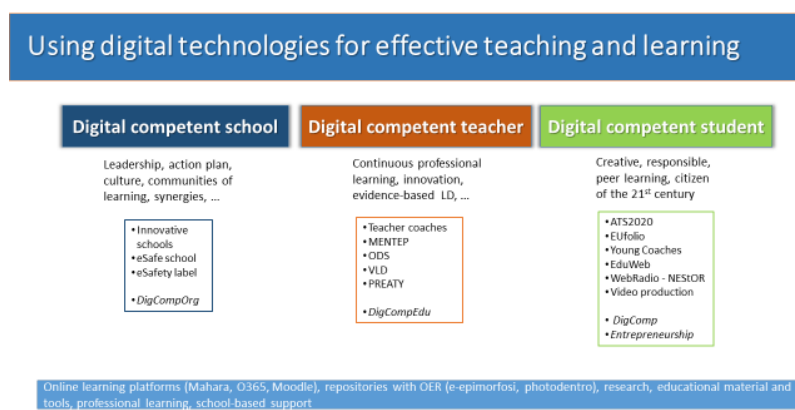 Using digital technologies for effective teaching and learning
Digital competent school
Leadership, action plan,
culture, communities of
learning, synergies, ...
• Innovative
schools
• eSafe school
• eSafety label
• DigCompOrg
Digital competent teacher
Continuous professional
learning, innovation,
evidence-based LD, ...
• Teacher coaches
• MENTEP
• ODS
• VLD
• PREATY
• DigCompEdu
Digital competent student
Creative, responsible,
peer learning, citizen
of the 21st century
• ATS2020
• EUfolio
• Young Coaches
• EduWeb
• WebRadio - NEStOR
• Video production
• DigComp
• Entrepreneurship
Online learning platforms (Mahara, O365, Moodle), repositories with OER (e-epimorfosi, photodentro), research, educational material and
tools, professional learning, school-based support